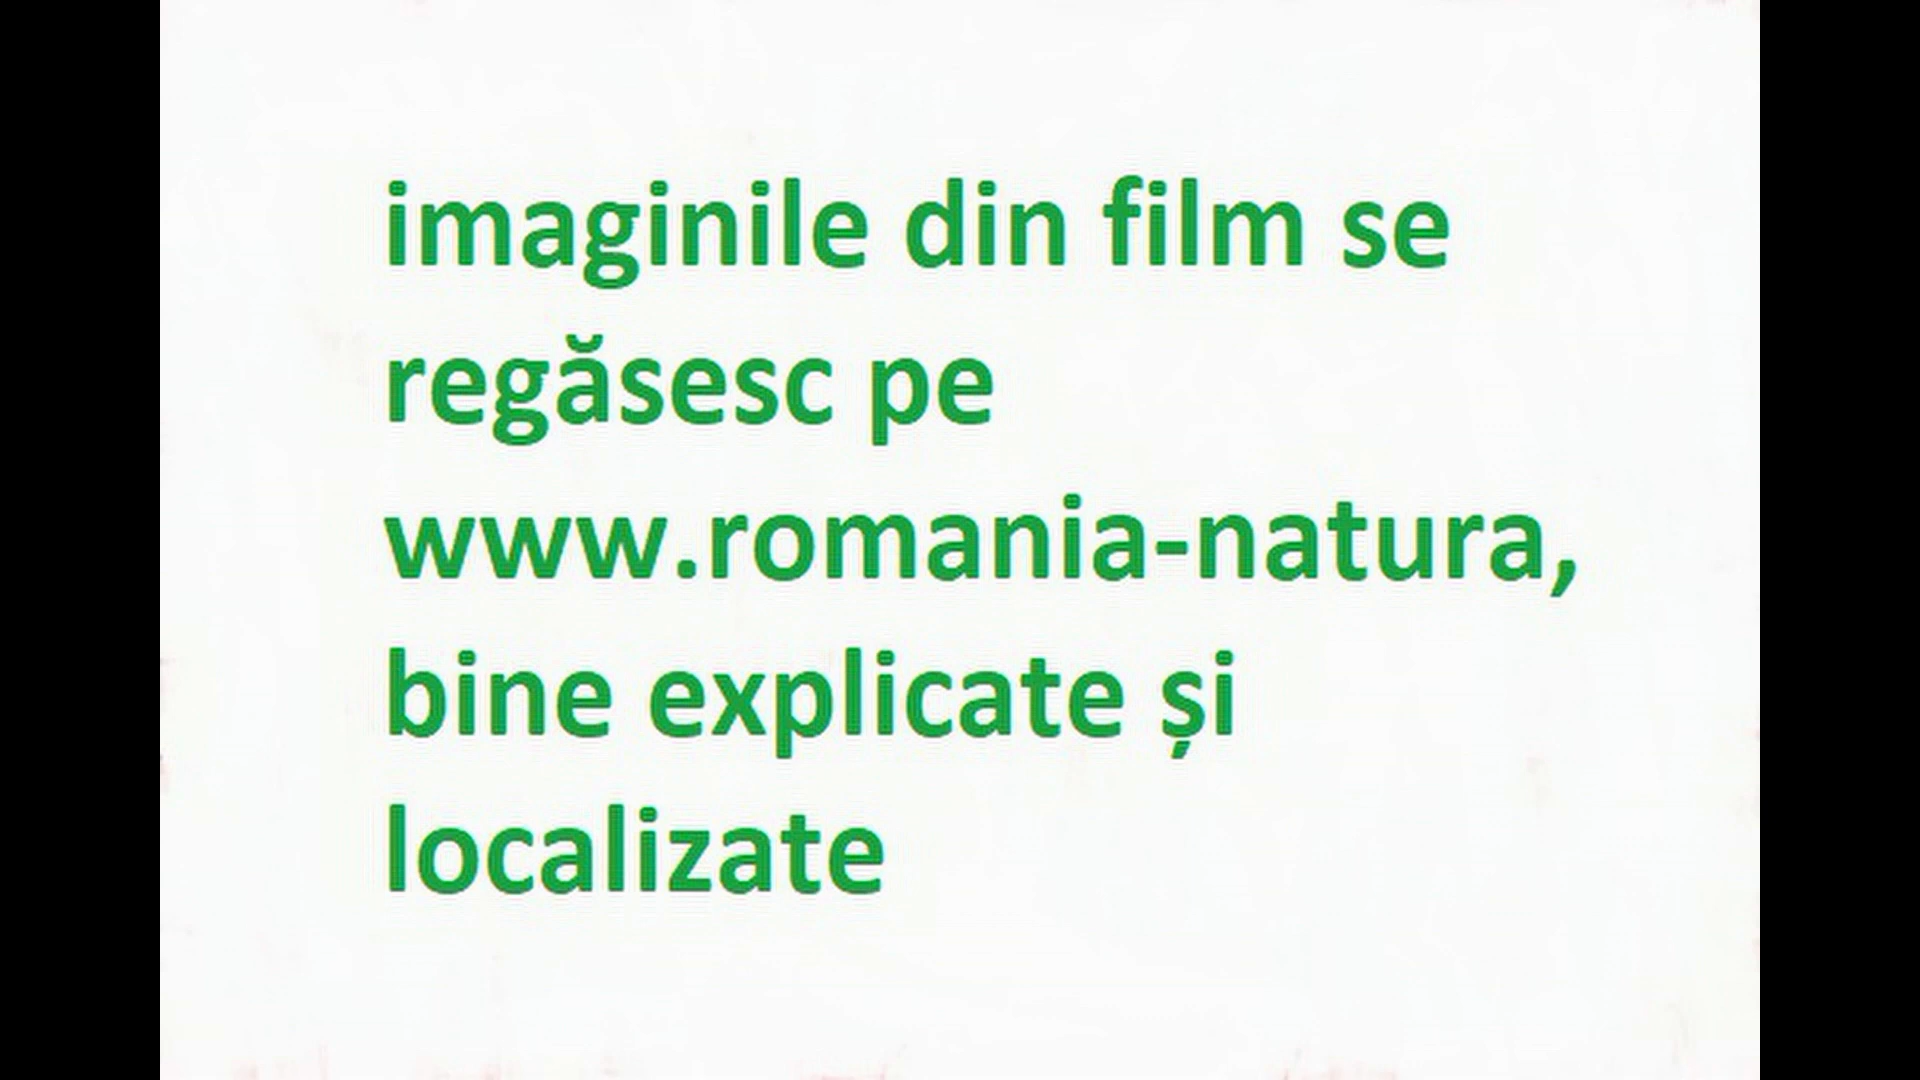 imaginile din film se
regăsesc pe
www.romania-natura,
bine explicate și
localizate